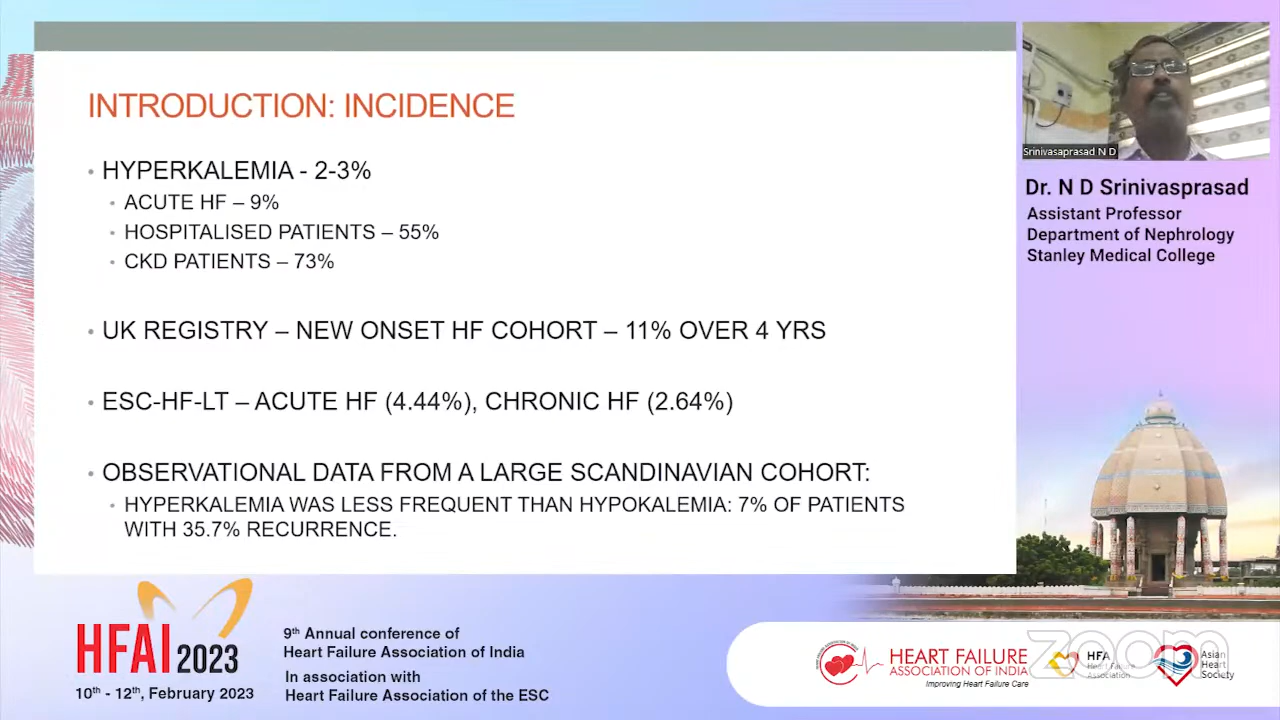 INTRODUCTION: INCIDENCE
• HYPERKALEMIA - 2-3%
• ACUTE HF – 9%
• HOSPITALISED PATIENTS – 55%
• CKD PATIENTS – 73%
• UK REGISTRY – NEW ONSET HF COHORT – 11% OVER 4 YRS
• ESC-HF-LT – ACUTE HF (4.44%), CHRONIC HF (2.64%)
• OBSERVATIONAL DATA FROM A LARGE SCANDINAVIAN COHORT:
• HYPERKALEMIA WAS LESS FREQUENT THAN HYPOKALEMIA: 7% OF PATIENTS
WITH 35.7% RECURRENCE.
Srinivasaprasad N D
Dr. N D Srinivasprasad
Assistant Professor
Department of Nephrology
Stanley Medical College
HFAI 2023
10th - 12th, February 2023
9th Annual conference of
Heart Failure Association of India
In association with
Heart Failure Association of the ESC
HEART FAILURE
ASSOCIATION OF INDIA
Improving Heart Failure Care
zoom
HFA
Heart Failure
Association
Asian
Heart
Society